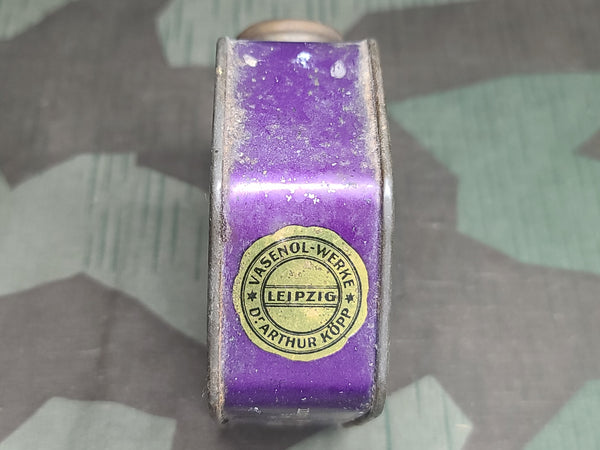 VASENOL-WERKE
LEIPZIG
Dr. ARTHUR KÖPP